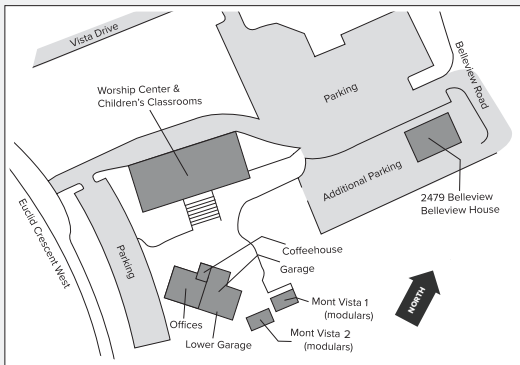 Vista Drive
Belleview Road
Worship Center &
Children's Classrooms
Parking
Additional Parking
2479 Belleview
Belleview House
Euclid Crescent West
Parking
Coffeehouse
Garage
Mont Vista 1
(modulars)
Offices
Mont Vista 2
(modulars)
Lower Garage
NORTH